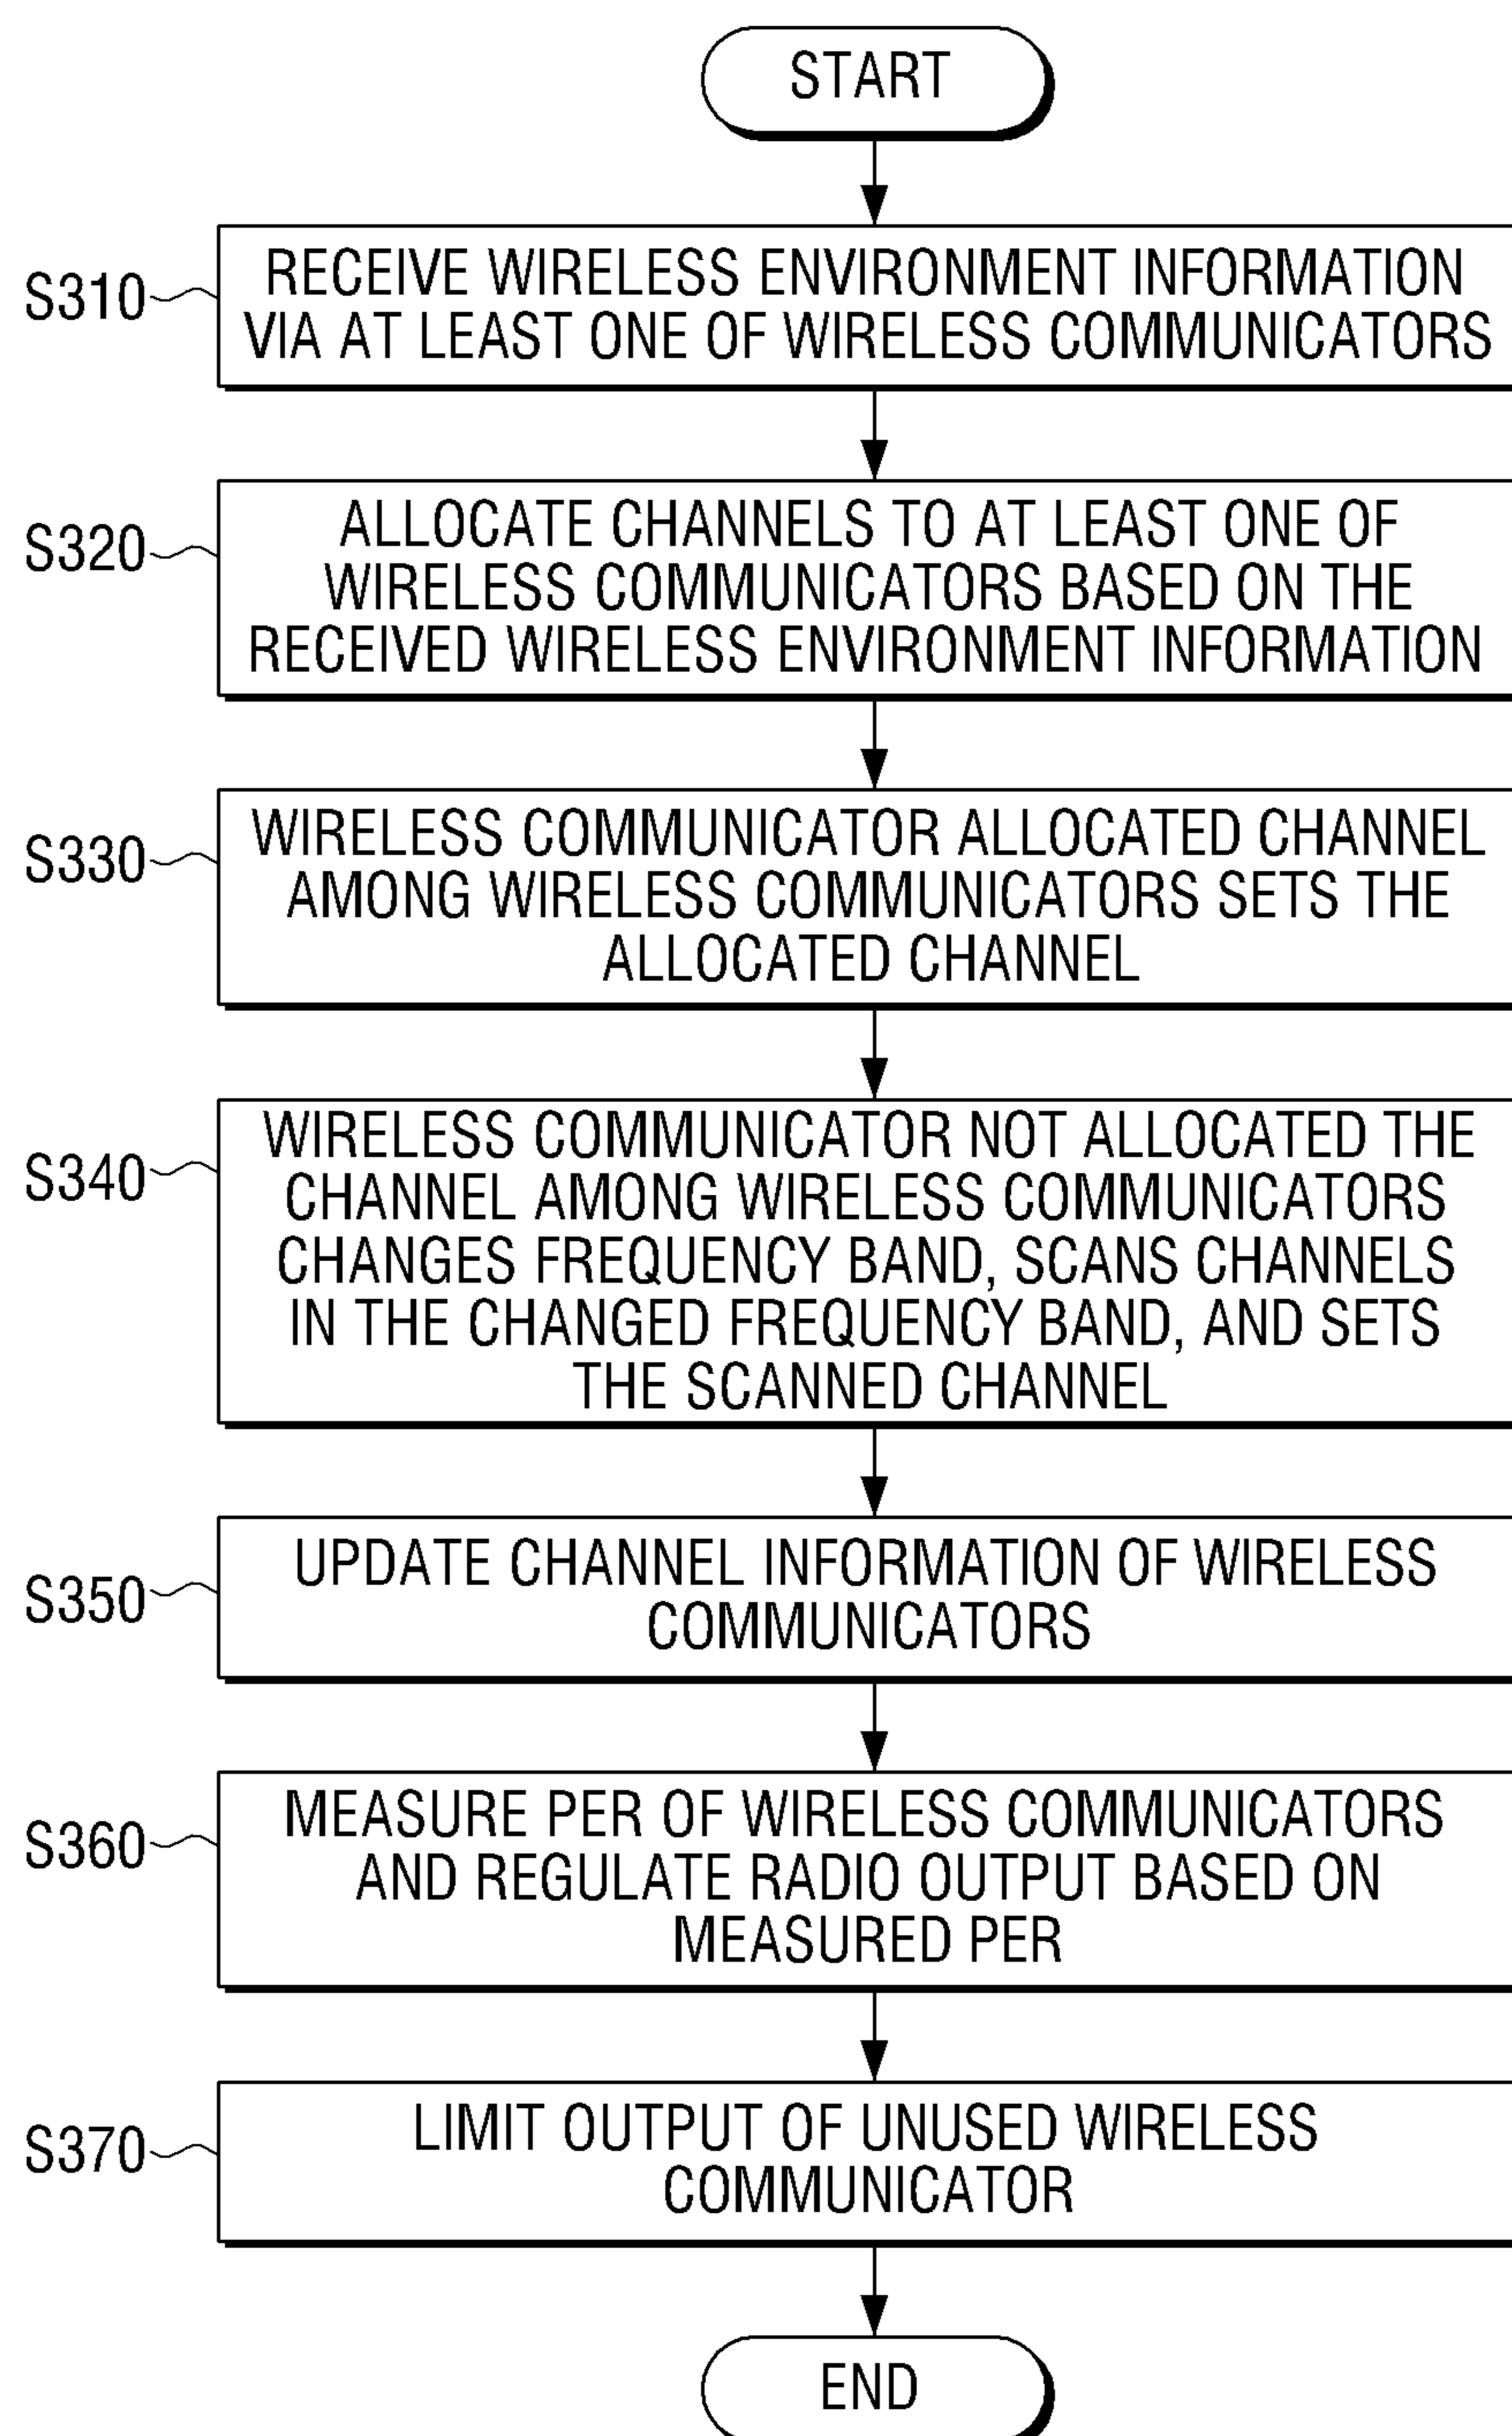 START
S310
RECEIVE WIRELESS ENVIRONMENT INFORMATION
VIA AT LEAST ONE OF WIRELESS COMMUNICATORS
S320
ALLOCATE CHANNELS TO AT LEAST ONE OF
WIRELESS COMMUNICATORS BASED ON THE
RECEIVED WIRELESS ENVIRONMENT INFORMATION
S330
WIRELESS COMMUNICATOR ALLOCATED CHANNEL
AMONG WIRELESS COMMUNICATORS SETS THE
ALLOCATED CHANNEL
S340
WIRELESS COMMUNICATOR NOT ALLOCATED THE
CHANNEL AMONG WIRELESS COMMUNICATORS
CHANGES FREQUENCY BAND, SCANS CHANNELS
IN THE CHANGED FREQUENCY BAND, AND SETS
THE SCANNED CHANNEL
S350
UPDATE CHANNEL INFORMATION OF WIRELESS
COMMUNICATORS
S360
MEASURE PER OF WIRELESS COMMUNICATORS
AND REGULATE RADIO OUTPUT BASED ON
MEASURED PER
S370
LIMIT OUTPUT OF UNUSED WIRELESS
COMMUNICATOR
END